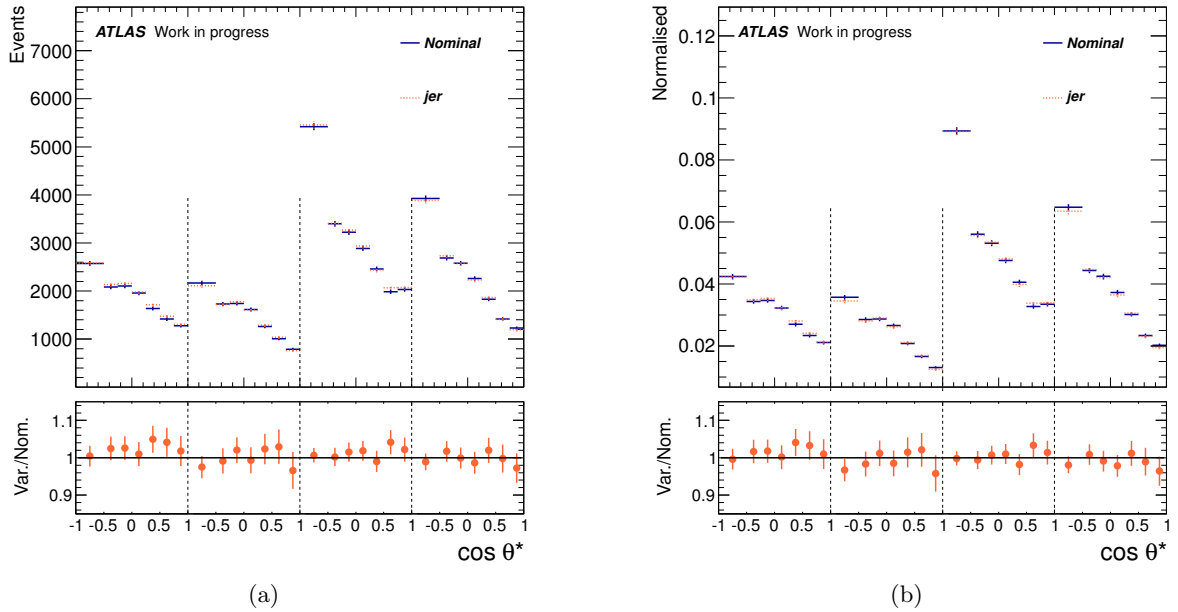 Events
ATLAS Work in progress
Nominal
jer
7000
6000
5000
4000
3000
2000
1000
Var./Nom.
1.1
1
0.9
-1 -0.5 0 0.5 1 -0.5 0 0.5 1 -0.5 0 0.5 1 -0.5 0 0.5 1
cos θ*
(a)
Normalised
ATLAS Work in progress
Nominal
jer
0.12
0.1
0.08
0.06
0.04
0.02
Var./Nom.
1.1
1
0.9
-1 -0.5 0 0.5 1 -0.5 0 0.5 1 -0.5 0 0.5 1 -0.5 0 0.5 1
cos θ*
(b)